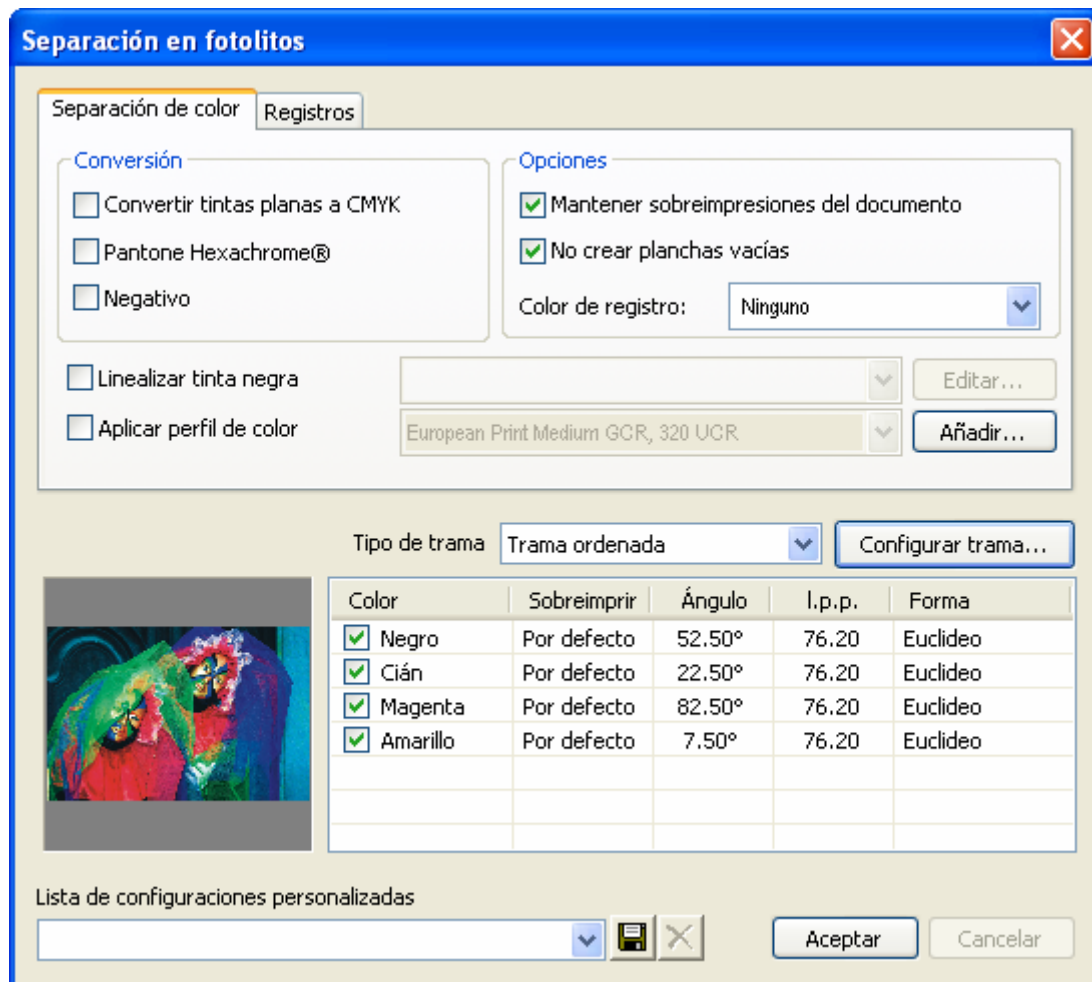 Separación en fotolitos
Separación de color
Registros
Conversión
Convertir tintas planas a CMYK
Pantone Hexachrome®
Negativo
Opciones
Mantener sobreimpresiones del documento
No crear planchas vacías
Color de registro: Ninguno
Linealizar tinta negra Editar...
Aplicar perfil de color European Print Medium GCR, 320 UCR Añadir...
Tipo de trama Trama ordenada Configurar trama...
Color Sobreimprir Ángulo l.p.p. Forma
Negro Por defecto 52.50° 76.20 Euclideo
Cián Por defecto 22.50° 76.20 Euclideo
Magenta Por defecto 82.50° 76.20 Euclideo
Amarillo Por defecto 7.50° 76.20 Euclideo
Lista de configuraciones personalizadas
Aceptar Cancelar